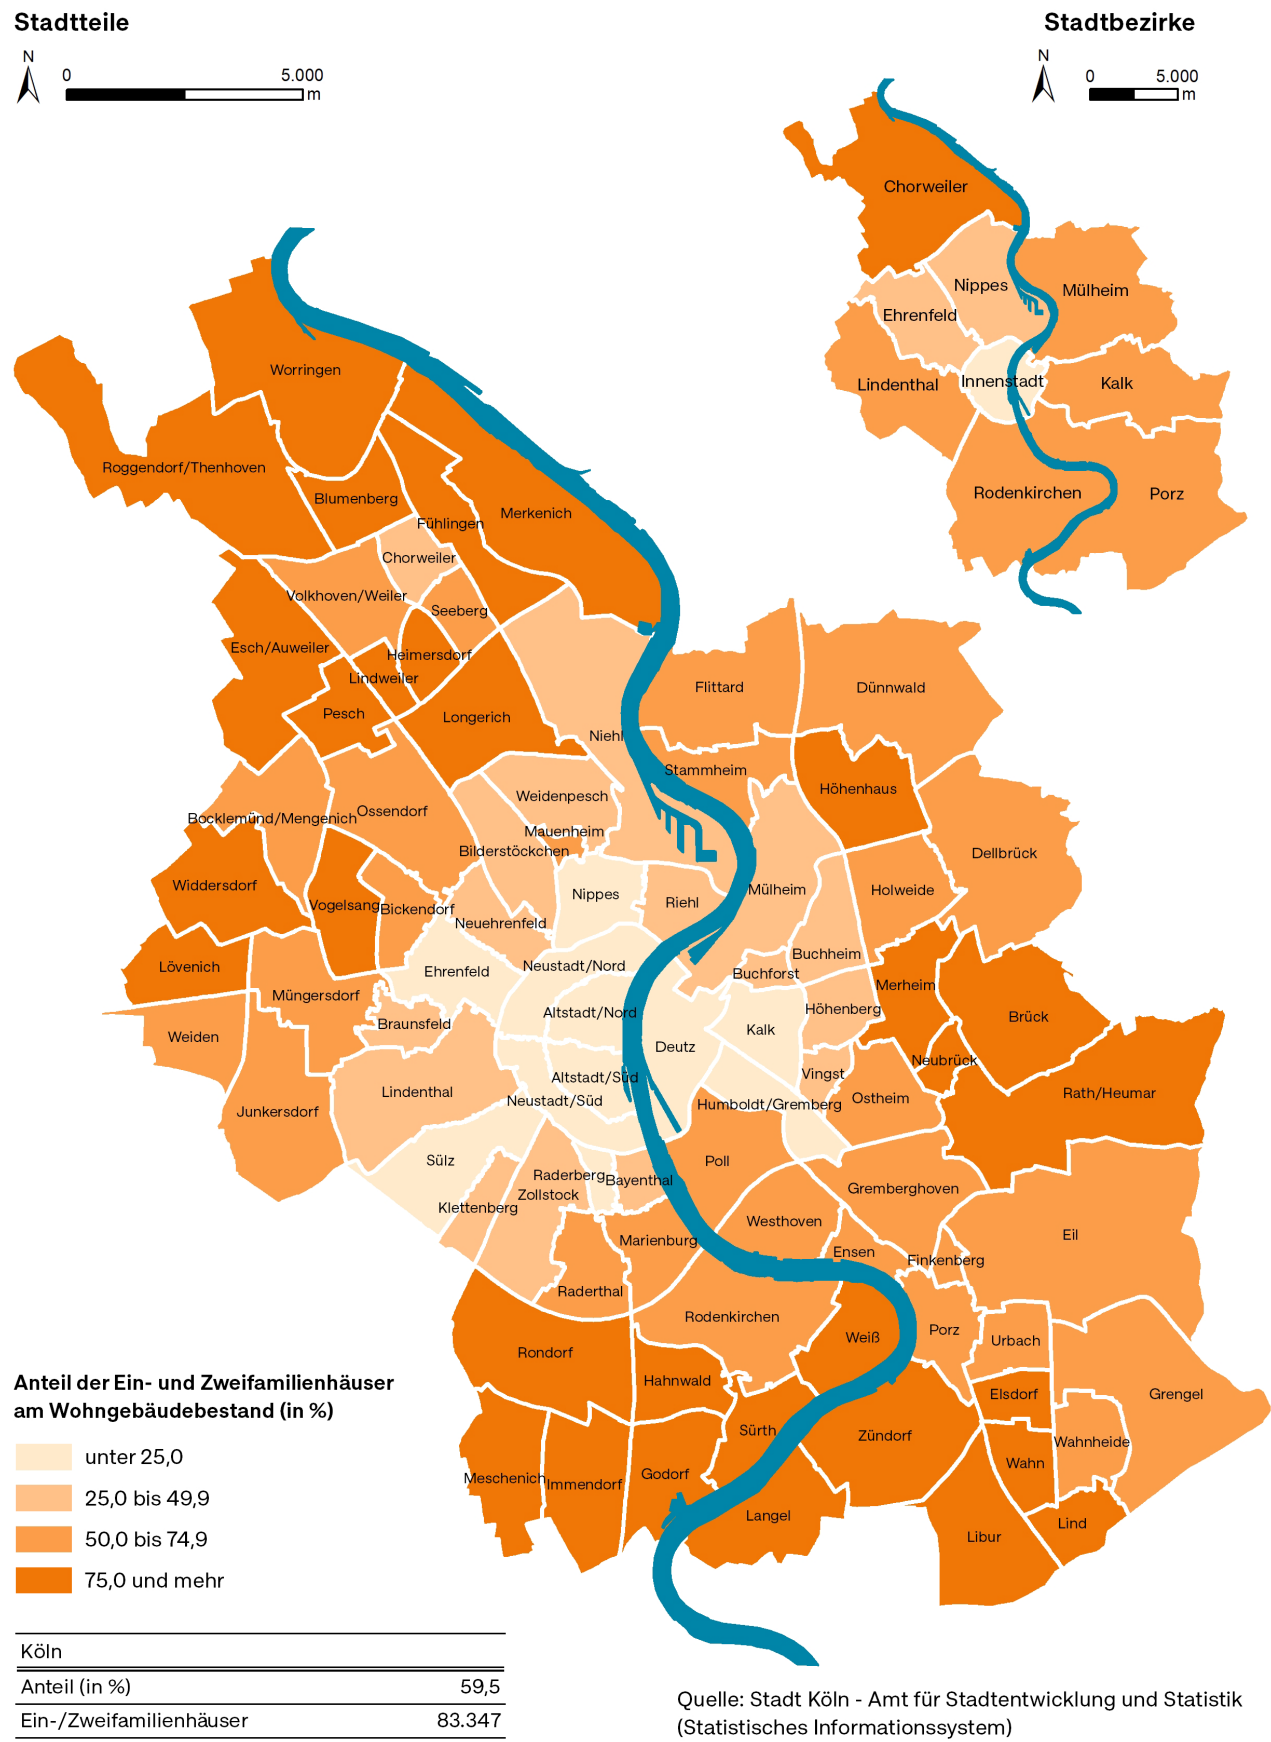 Stadtteile
N
0 5.000
m
Stadtbezirke
N
0 5.000
m
Chorweiler
Nippes
Mülheim
Ehrenfeld
Lindenthal
Innenstadt
Kalk
Rodenkirchen
Porz
Worringen
Roggendorf/Thenhoven
Blumenberg
Fühlingen
Merkenich
Chorweiler
Volkhoven/Weiler
Seeberg
Esch/Auweiler
Heimersdorf
Lindweiler
Pesch
Longerich
Niehl
Flittard
Dünnwald
Stammheim
Höhenhaus
Weidenpesch
Bocklemünd/Mengenich
Ossendorf
Mauenheim
Bilderstöckchen
Dellbrück
Widdersdorf
Vogelsang
Bickendorf
Nippes
Riehl
Mülheim
Holweide
Neuehrenfeld
Lövenich
Ehrenfeld
Neustadt/Nord
Buchheim
Buchforst
Müngersdorf
Merheim
Altstadt/Nord
Höhenberg
Brück
Braunsfeld
Weiden
Kalk
Deutz
Neubrück
Altstadt/Süd
Vingst
Lindenthal
Neustadt/Süd
Humboldt/Gremberg
Ostheim
Rath/Heumar
Junkersdorf
Sülz
Poll
Raderberg
Bayenthal
Zollstock
Gremberghoven
Klettenberg
Westhoven
Eil
Marienburg
Ensen
Finkenberg
Raderthal
Rodenkirchen
Porz
Weiß
Urbach
Rondorf
Hahnwald
Elsdorf
Grengel
Sürth
Zündorf
Wahnheide
Wahn
Meschenich
Immendorf
Godorf
Langel
Libur
Lind
Anteil der Ein- und Zweifamilienhäuser
am Wohngebäudebestand (in %)
unter 25,0
25,0 bis 49,9
50,0 bis 74,9
75,0 und mehr
Köln
Anteil (in %) 59,5
Ein-/Zweifamilienhäuser 83.347
Quelle: Stadt Köln - Amt für Stadtentwicklung und Statistik
(Statistisches Informationssystem)